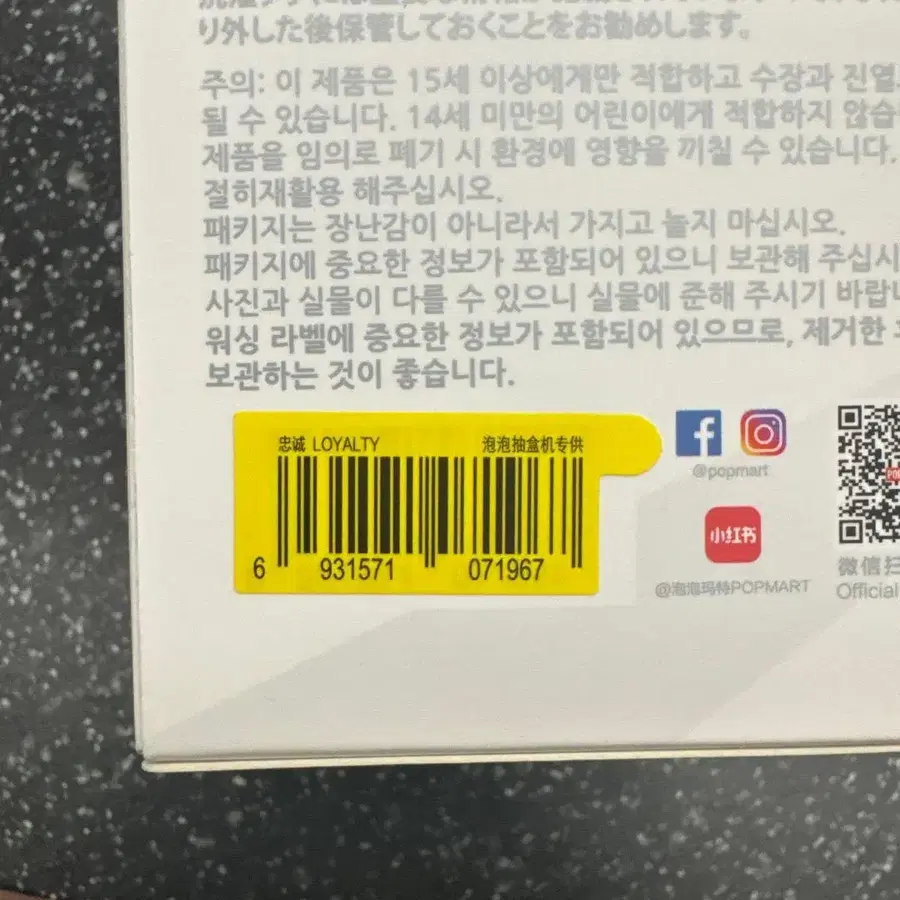 り外した後保管しておくことをお勧めします。
주의: 이 제품은 15세 이상에게만 적합하고 수장과 진열
될 수 있습니다. 14세 미만의 어린이에게 적합하지 않습
제품을 임의로 폐기 시 환경에 영향을 끼칠 수 있습니다.
절히재활용 해주십시오.
패키지는 장난감이 아니라서 가지고 놀지 마십시오.
패키지에 중요한 정보가 포함되어 있으니 보관해 주십시
사진과 실물이 다를 수 있으니 실물에 준해 주시기 바랍
워싱 라벨에 중요한 정보가 포함되어 있으므로, 제거한
보관하는 것이 좋습니다.
忠诚 LOYALTY 泡泡抽盒机专供
6 931571 071967
@popmart
小红书
@泡泡玛特POPMART
微信扫
Official